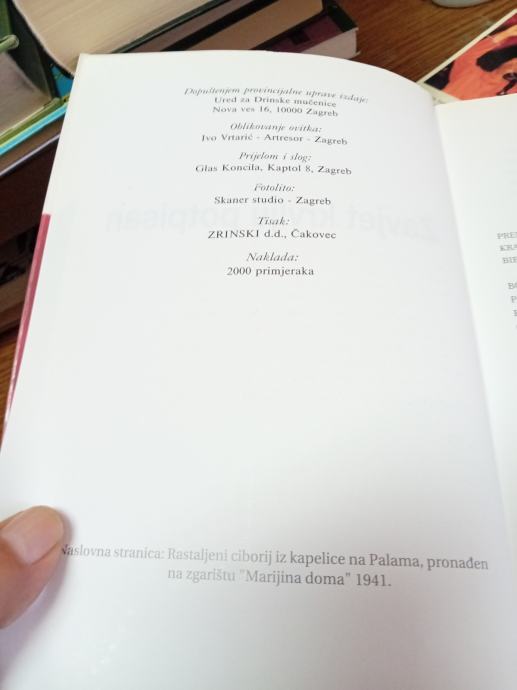 Dopuštenjem provincijalne uprave izdaje:
Ured za Drinske mučenice
Nova ves 16, 10000 Zagreb
Oblikovanje ovitka:
Ivo Vrtarić - Artresor - Zagreb
Prijelom i slog:
Glas Koncila, Kaptol 8, Zagreb
Fotolito:
Skaner studio - Zagreb
Tisak:
ZRINSKI d.d., Čakovec
Naklada:
2000 primjeraka
Naslovna stranica: Rastaljeni ciborij iz kapelice na Palama, pronađen
na zgarištu "Marijina doma" 1941.